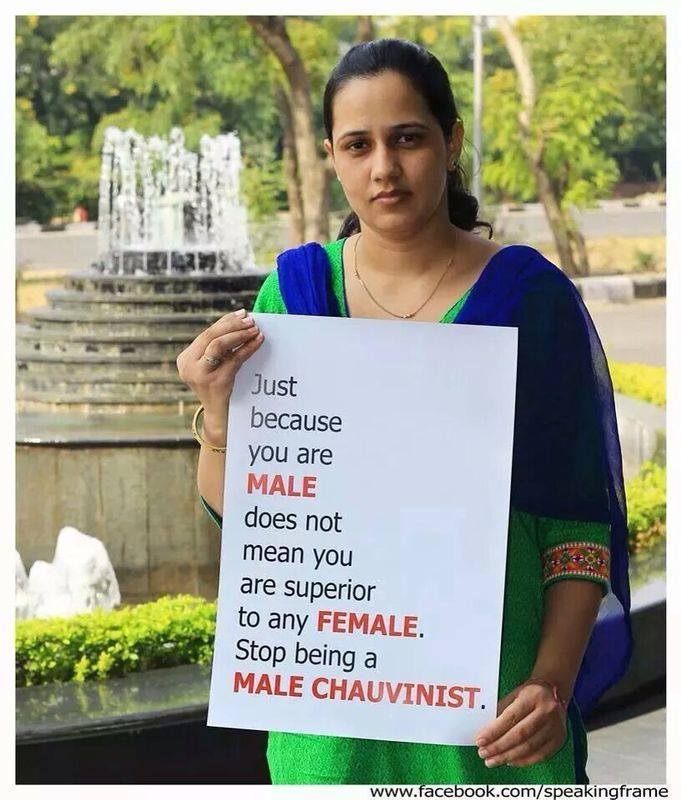 Just
because
you are
MALE
does not
mean you
are superior
to any FEMALE.
Stop being a
MALE CHAUVINIST.
www.facebook.com/speakingframe